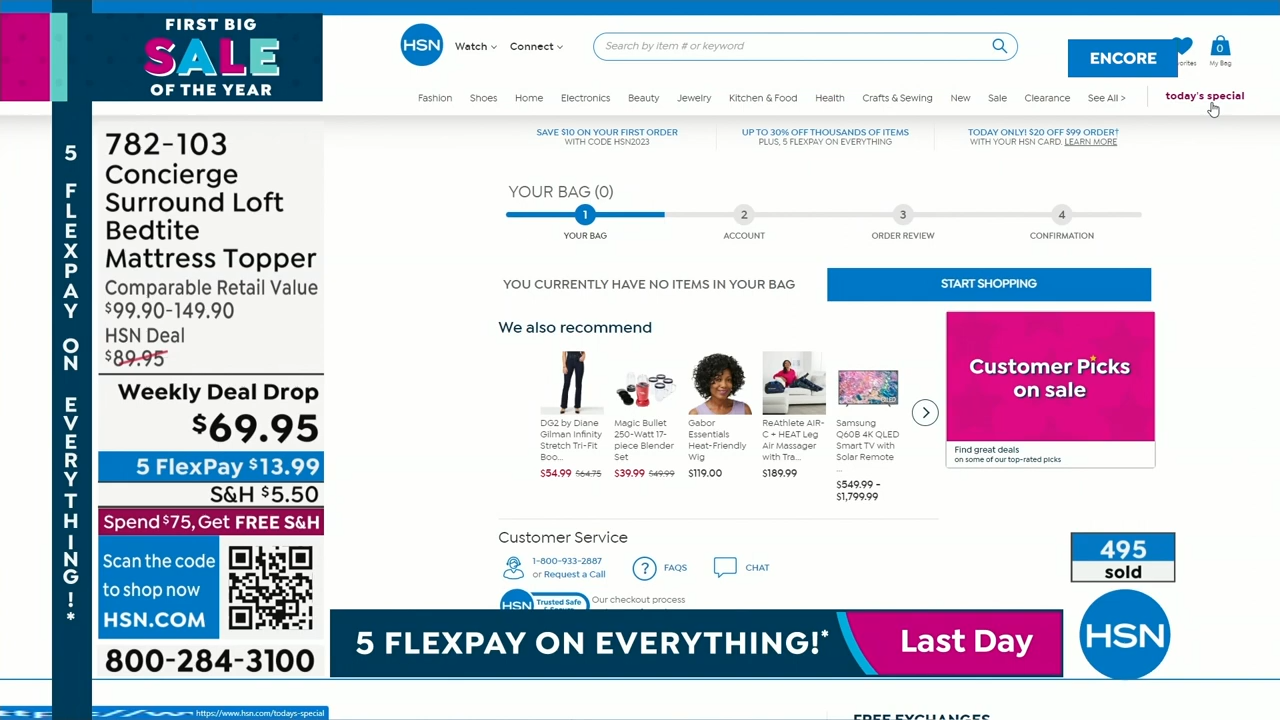 FIRST BIG
SALE
OF THE YEAR
5 FLEXPAY ON EVERYTHING!*
782-103
Concierge
Surround Loft
Bedtite
Mattress Topper
Comparable Retail Value
$99.90-149.90
HSN Deal
$89.95
Weekly Deal Drop
$69.95
5 FlexPay $13.99
S&H $5.50
Spend $75, Get FREE S&H
Scan the code
to shop now
HSN.COM
800-284-3100
HSN
Watch
Connect
Search by item # or keyword
ENCORE
0
My Bag
Fashion Shoes Home Electronics Beauty Jewelry Kitchen & Food Health Crafts & Sewing New Sale Clearance See All >
today's special
SAVE $10 ON YOUR FIRST ORDER
WITH CODE HSN2023
UP TO 30% OFF THOUSANDS OF ITEMS
PLUS, 5 FLEXPAY ON EVERYTHING
TODAY ONLY! $20 OFF $99 ORDER†
WITH YOUR HSN CARD. LEARN MORE
YOUR BAG (0)
1 2 3 4
YOUR BAG ACCOUNT ORDER REVIEW CONFIRMATION
YOU CURRENTLY HAVE NO ITEMS IN YOUR BAG
START SHOPPING
We also recommend
DG2 by Diane
Gilman Infinity
Stretch Tri-Fit
Boo...
$54.99 $64.75
Magic Bullet
250-Watt 17-
piece Blender
Set
$39.99 $49.99
Gabor
Essentials
Heat-Friendly
Wig
$119.00
ReAthlete AIR-
C + HEAT Leg
Air Massager
with Tra...
$189.99
Samsung
Q60B 4K QLED
Smart TV with
Solar Remote
...
$549.99 -
$1,799.99
Customer Picks
on sale
Find great deals
on some of our top-rated picks
Customer Service
1-800-933-2887
or Request a Call
? FAQS
CHAT
HSN
Trusted Safe
Our checkout process
495
sold
5 FLEXPAY ON EVERYTHING!*
Last Day
HSN
https://www.hsn.com/todays-special
FREE EXCHANGES